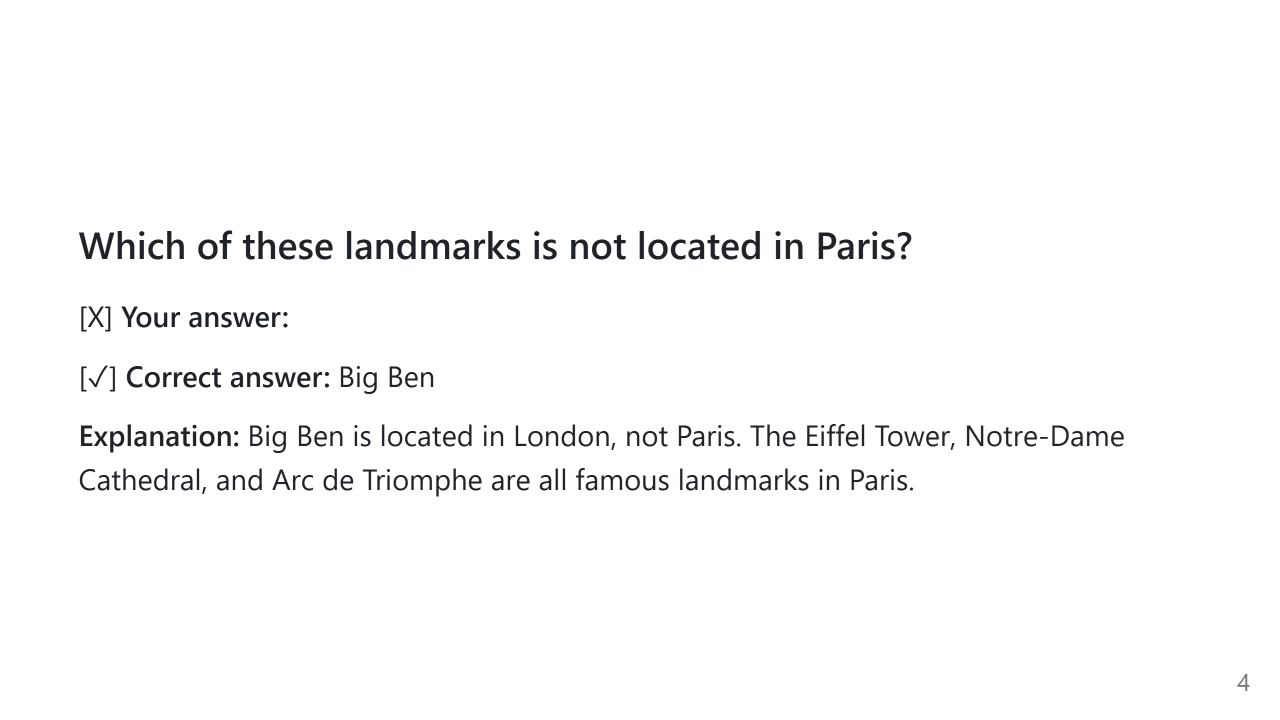 Which of these landmarks is not located in Paris?
[X] Your answer:
[✓] Correct answer: Big Ben
Explanation: Big Ben is located in London, not Paris. The Eiffel Tower, Notre-Dame
Cathedral, and Arc de Triomphe are all famous landmarks in Paris.
4